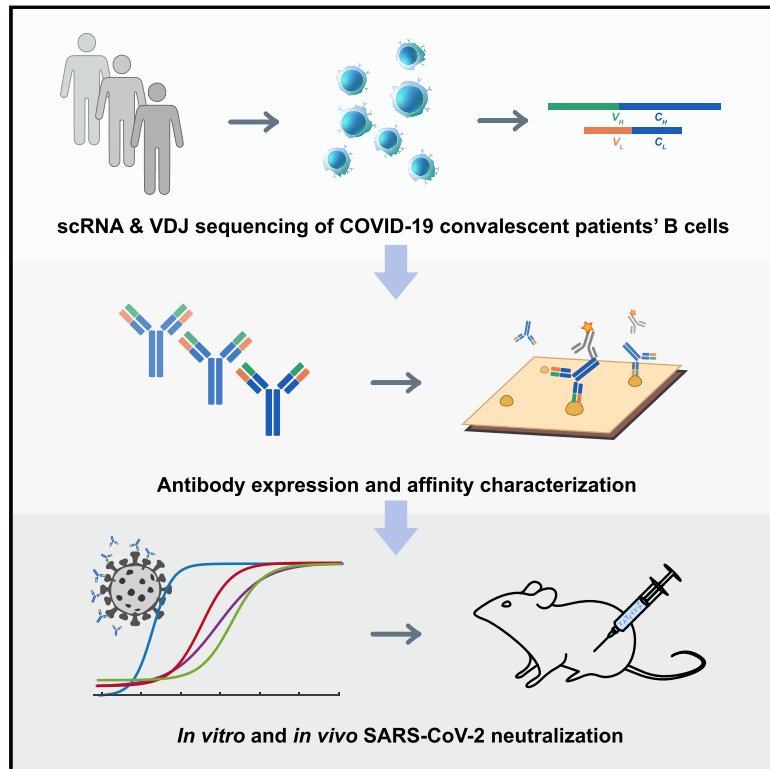 V_H C_H
V_L C_L
scRNA & VDJ sequencing of COVID-19 convalescent patients' B cells
Antibody expression and affinity characterization
In vitro and in vivo SARS-CoV-2 neutralization